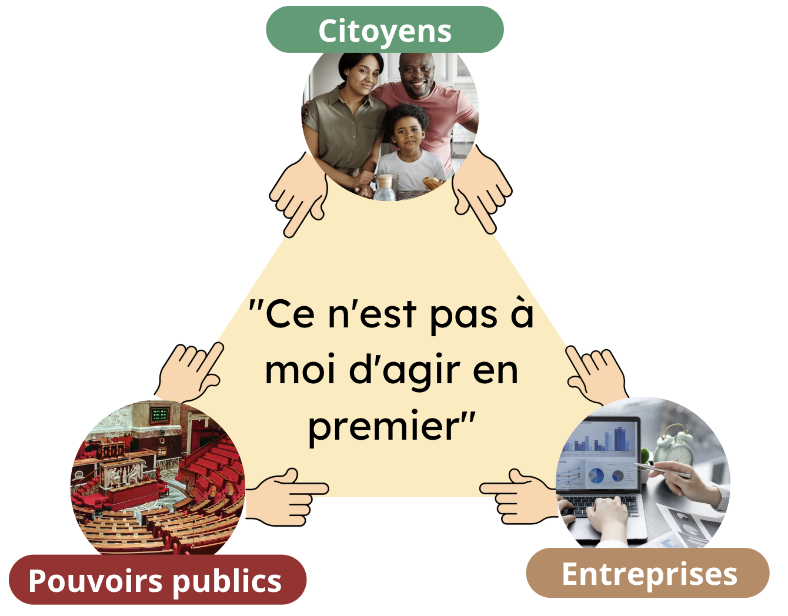 Citoyens
"Ce n'est pas à
moi d'agir en
premier"
Pouvoirs publics
Entreprises